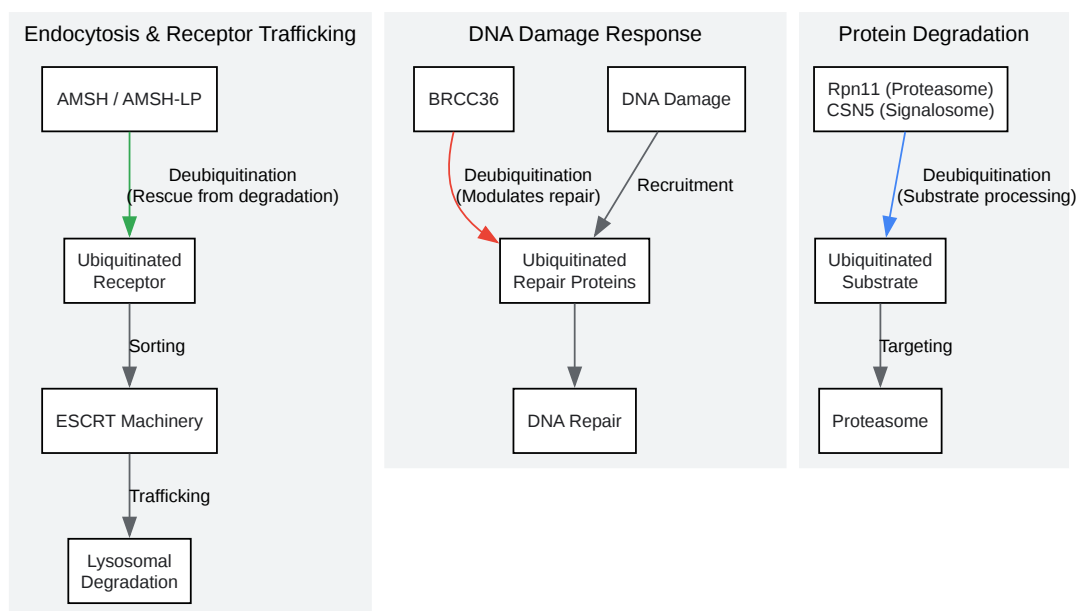 Endocytosis & Receptor Trafficking
AMSH / AMSH-LP
Deubiquitination
(Rescue from degradation)
Ubiquitinated
Receptor
Sorting
ESCRT Machinery
Trafficking
Lysosomal
Degradation
DNA Damage Response
BRCC36
DNA Damage
Deubiquitination
(Modulates repair)
Recruitment
Ubiquitinated
Repair Proteins
DNA Repair
Protein Degradation
Rpn11 (Proteasome)
CSN5 (Signalosome)
Deubiquitination
(Substrate processing)
Ubiquitinated
Substrate
Targeting
Proteasome